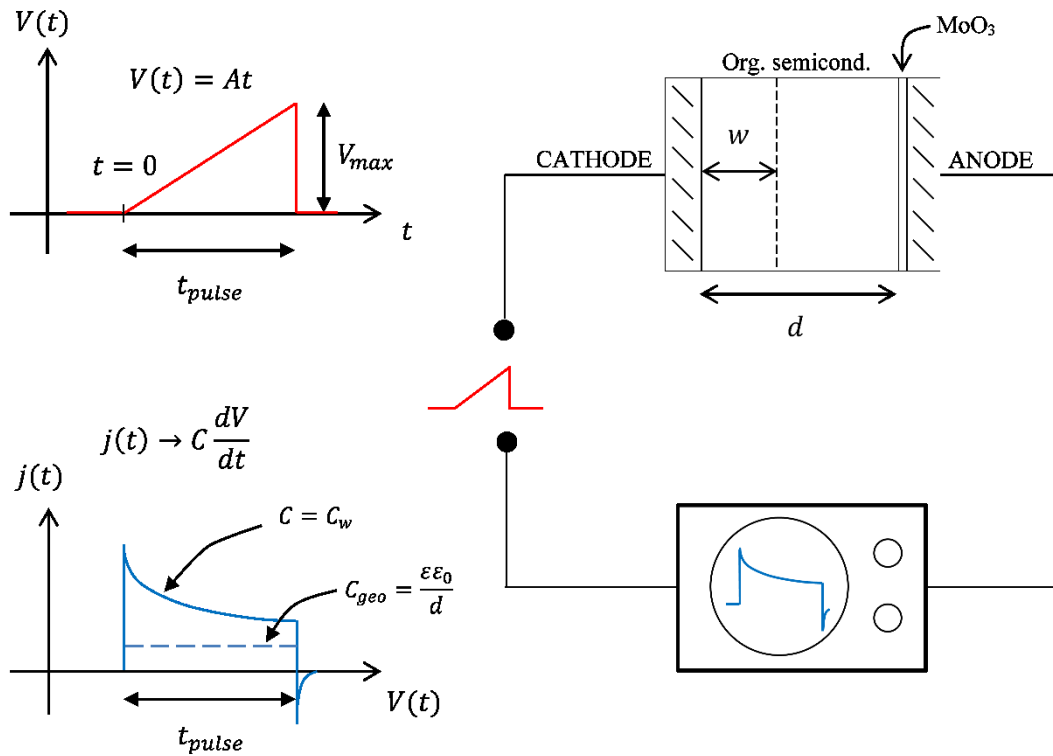 V(t)
V(t) = At
t = 0
V_max
t
t_pulse
MoO₃
Org. semicond.
w
CATHODE
ANODE
d
j(t) → C dV/dt
j(t)
C = C_w
C_geo = εε₀/d
V(t)
t_pulse